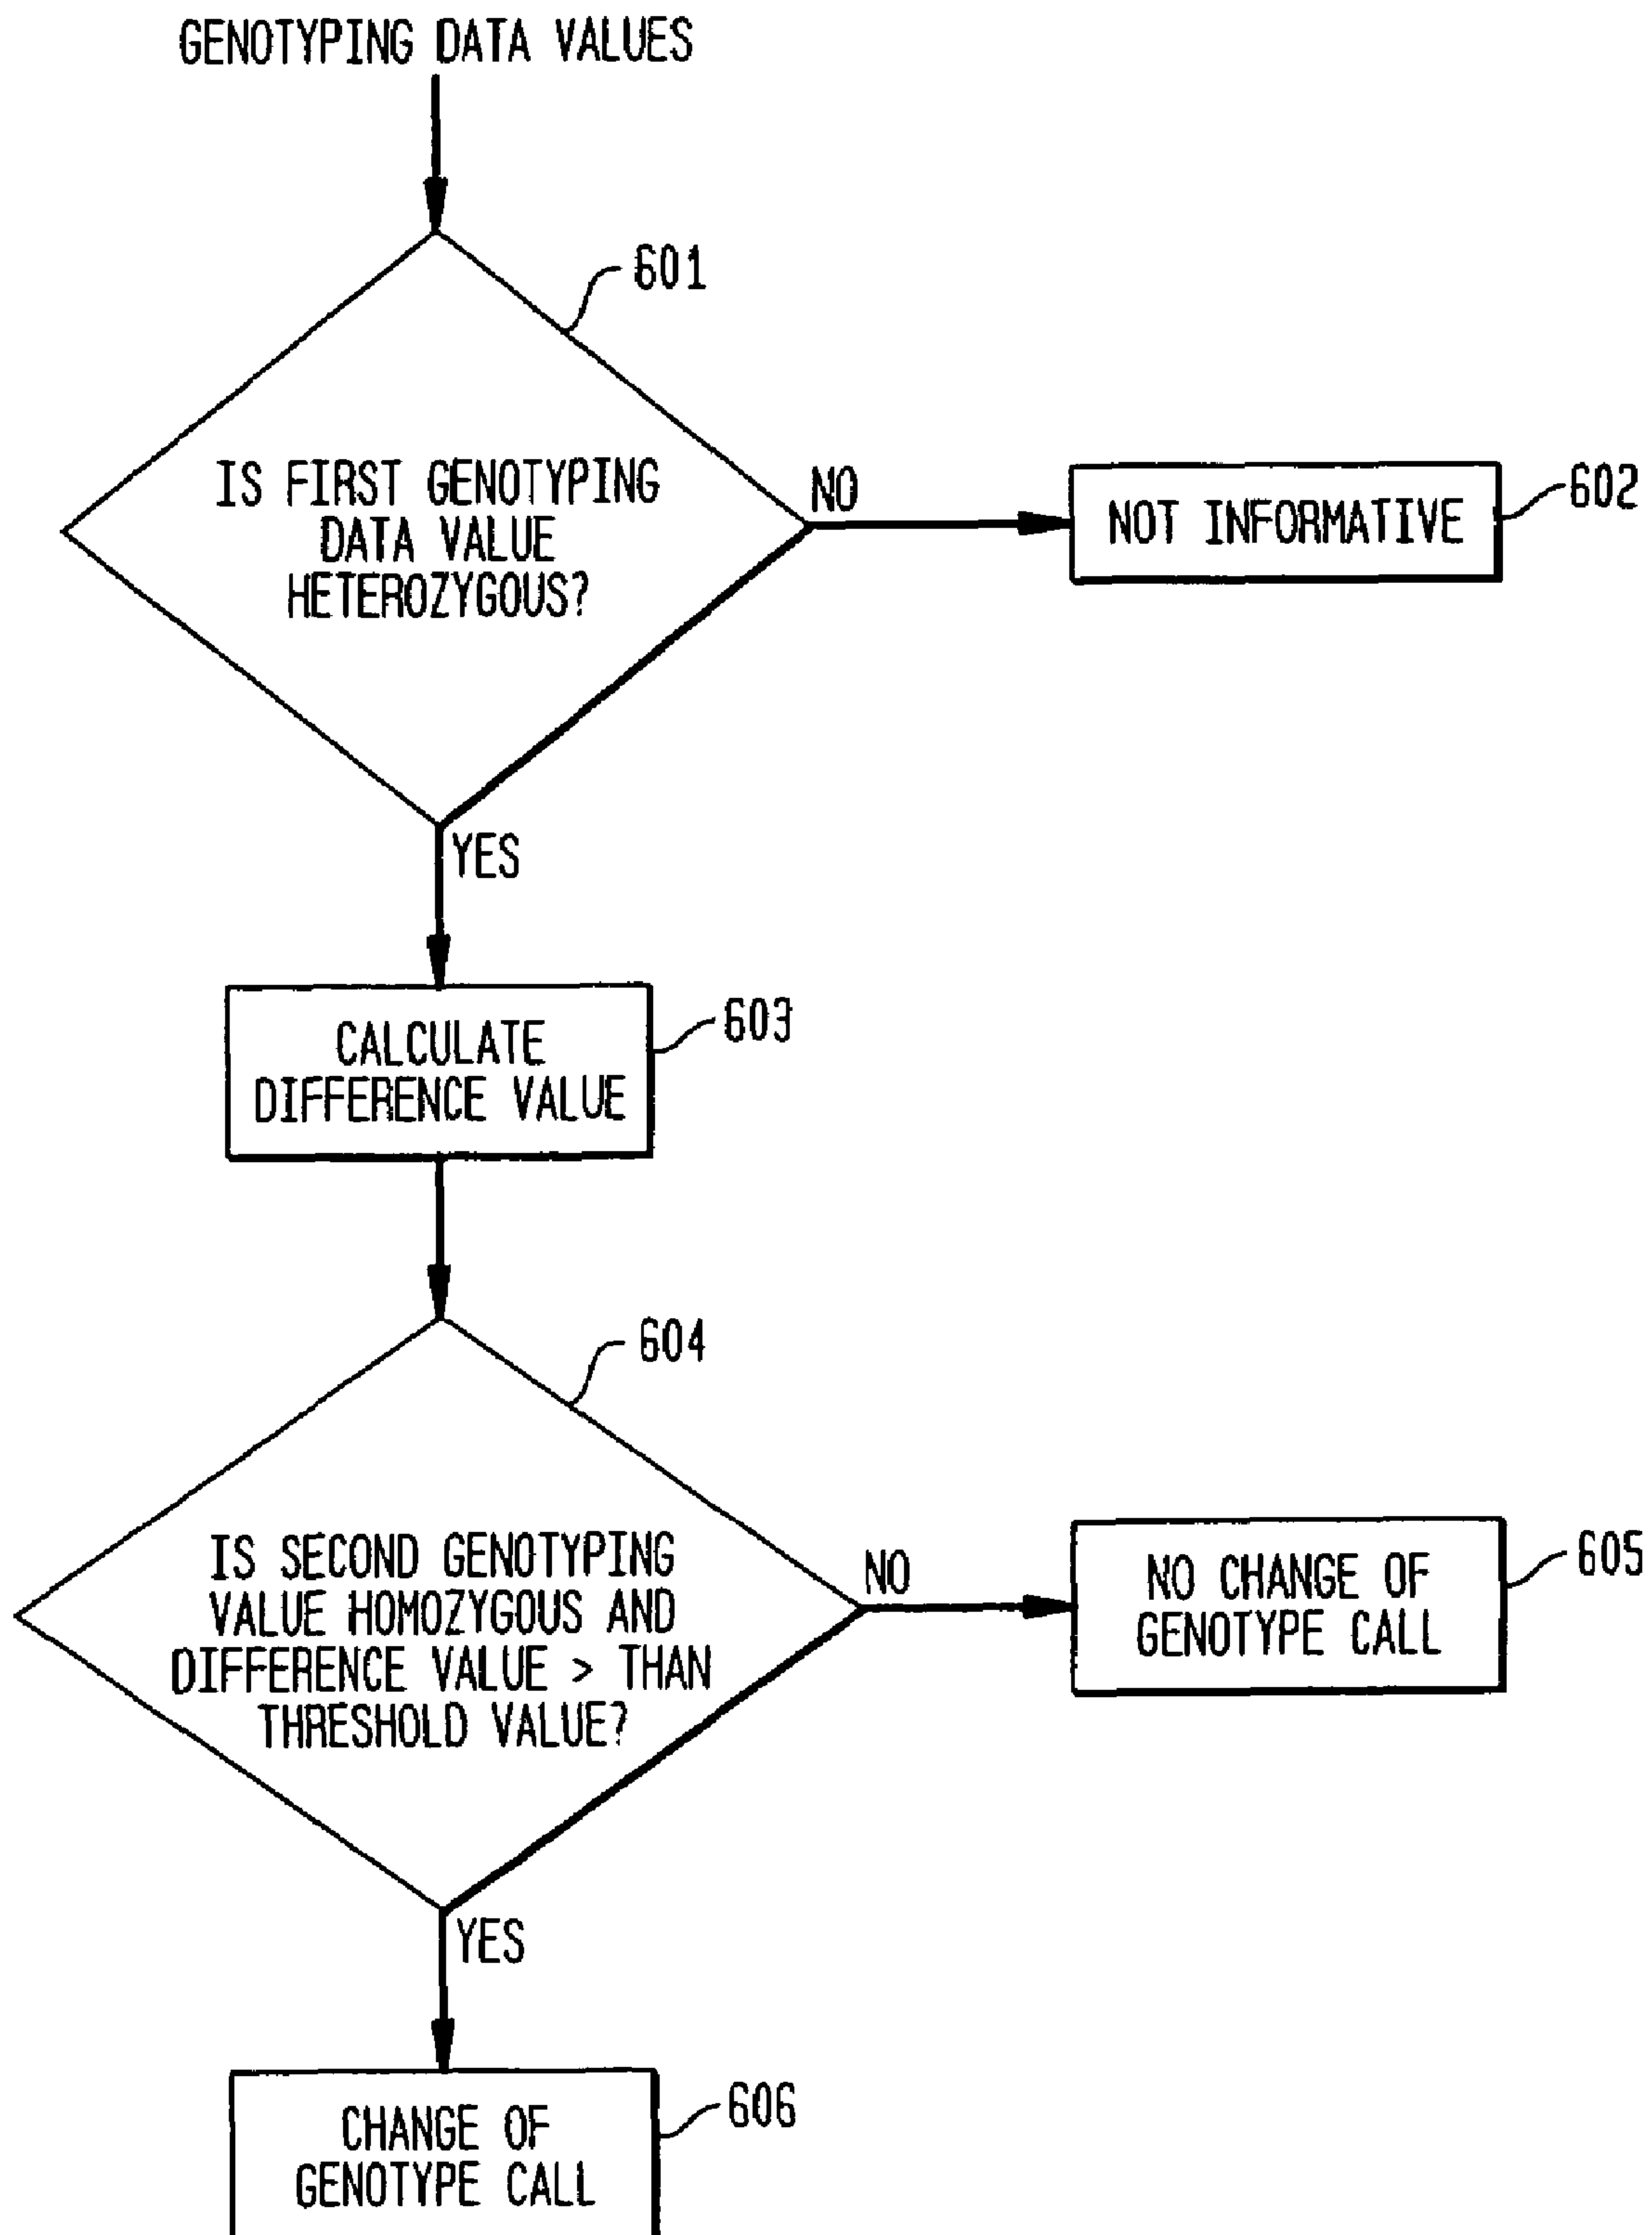 GENOTYPING DATA VALUES
601
IS FIRST GENOTYPING
DATA VALUE
HETEROZYGOUS?
NO
NOT INFORMATIVE
602
YES
CALCULATE
DIFFERENCE VALUE
603
604
IS SECOND GENOTYPING
VALUE HOMOZYGOUS AND
DIFFERENCE VALUE > THAN
THRESHOLD VALUE?
NO
NO CHANGE OF
GENOTYPE CALL
605
YES
CHANGE OF
GENOTYPE CALL
606